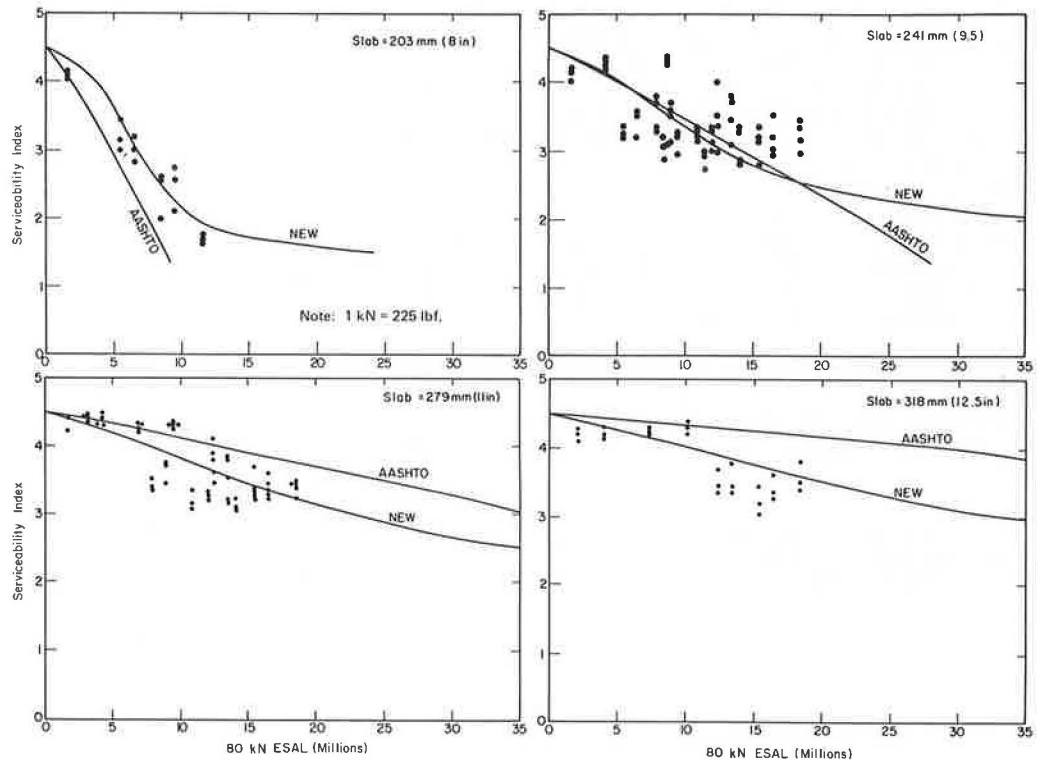 Slab = 203 mm (8 in)
5
4
3
2
1
0
Serviceability Index
AASHTO
NEW
Note: 1 kN = 225 lbf.
0 5 10 15 20 25 30 35
Slab = 241 mm (9.5)
5
4
3
2
1
0
NEW
AASHTO
0 5 10 15 20 25 30 35
Slab = 279 mm (11in)
5
4
3
2
1
0
Serviceability Index
AASHTO
NEW
0 5 10 15 20 25 30 35
80 kN ESAL (Millions)
Slab = 318 mm (12.5in)
5
4
3
2
1
0
AASHTO
NEW
0 5 10 15 20 25 30 35
80 kN ESAL (Millions)